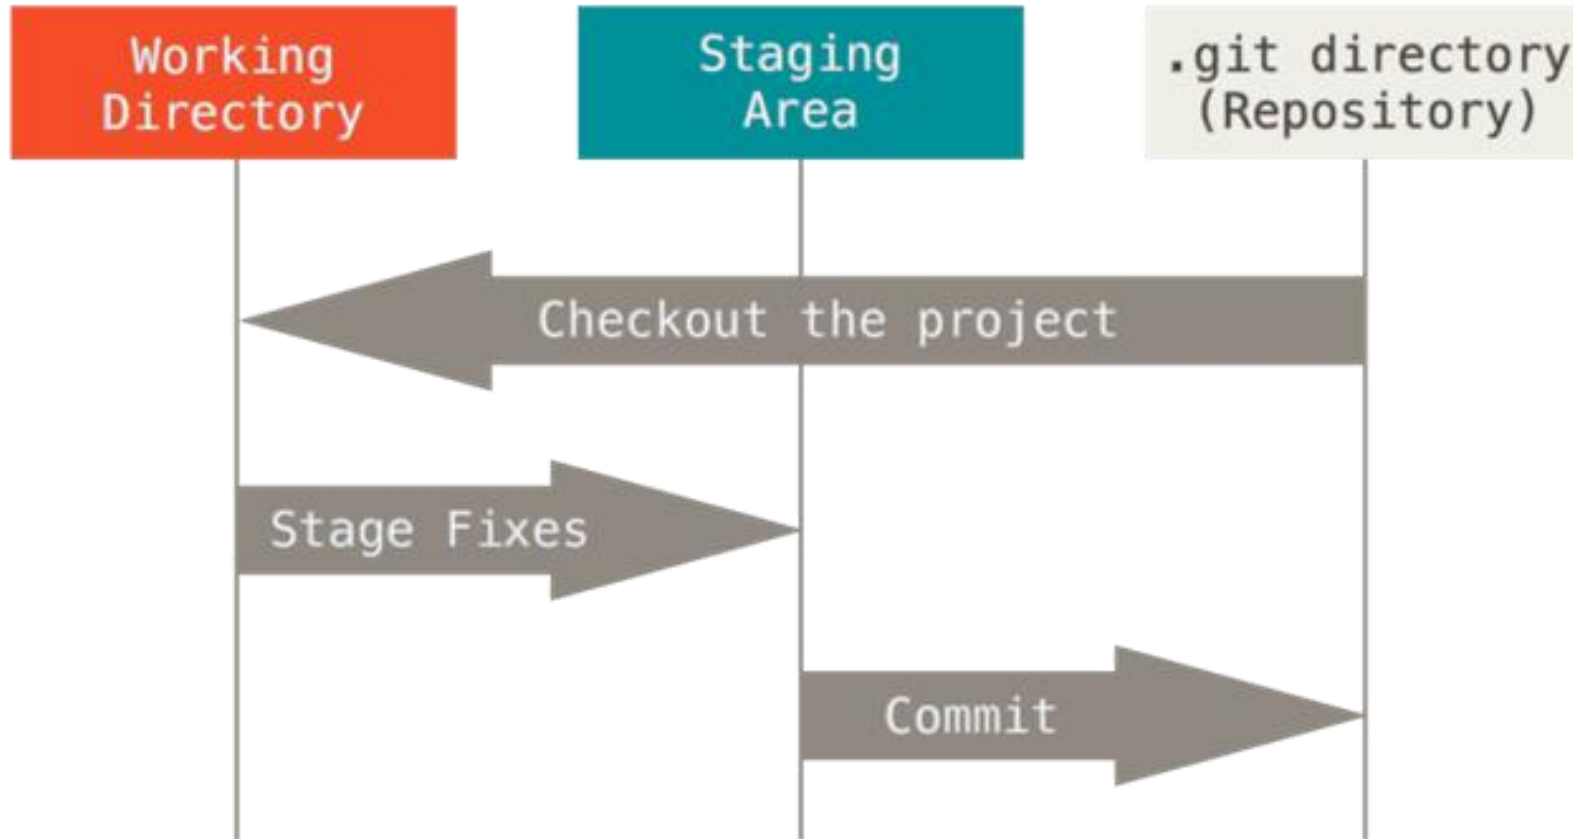 Working
Directory
Staging
Area
.git directory
(Repository)
Checkout the project
Stage Fixes
Commit